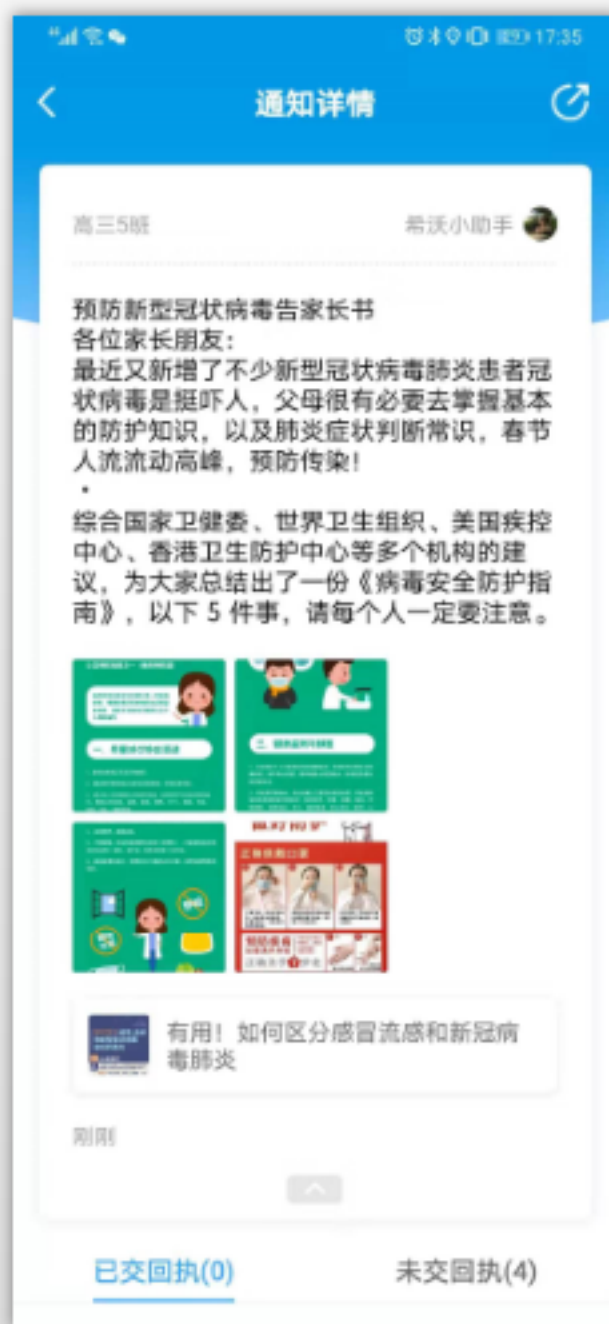 17:35
通知详情
高三5班
希沃小助手
预防新型冠状病毒告家长书
各位家长朋友：
最近又新增了不少新型冠状病毒肺炎患者冠
状病毒是挺吓人，父母很有必要去掌握基本
的防护知识，以及肺炎症状判断常识，春节
人流流动高峰，预防传染！
·
综合国家卫健委、世界卫生组织、美国疾控
中心、香港卫生防护中心等多个机构的建
议，为大家总结出了一份《病毒安全防护指
南》，以下 5 件事，请每个人一定要注意。
正确佩戴口罩
有用！如何区分感冒流感和新冠病
毒肺炎
刚刚
已交回执(0)
未交回执(4)